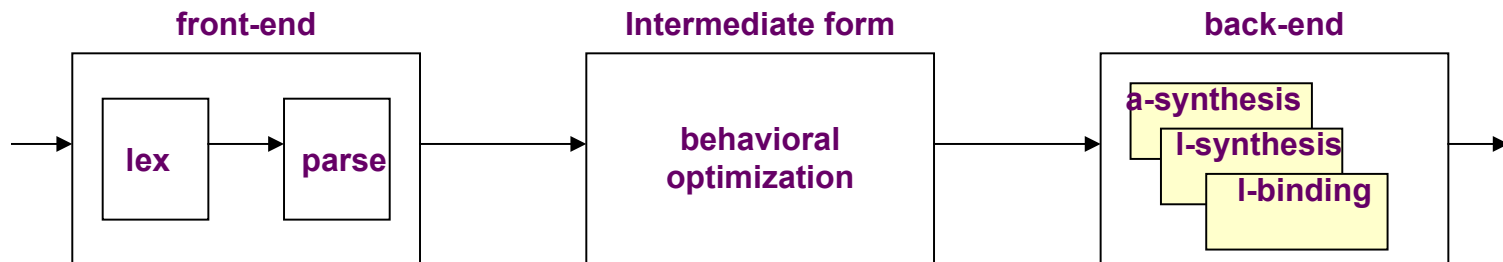 front-end
Intermediate form
back-end
lex
parse
behavioral
optimization
a-synthesis
l-synthesis
l-binding